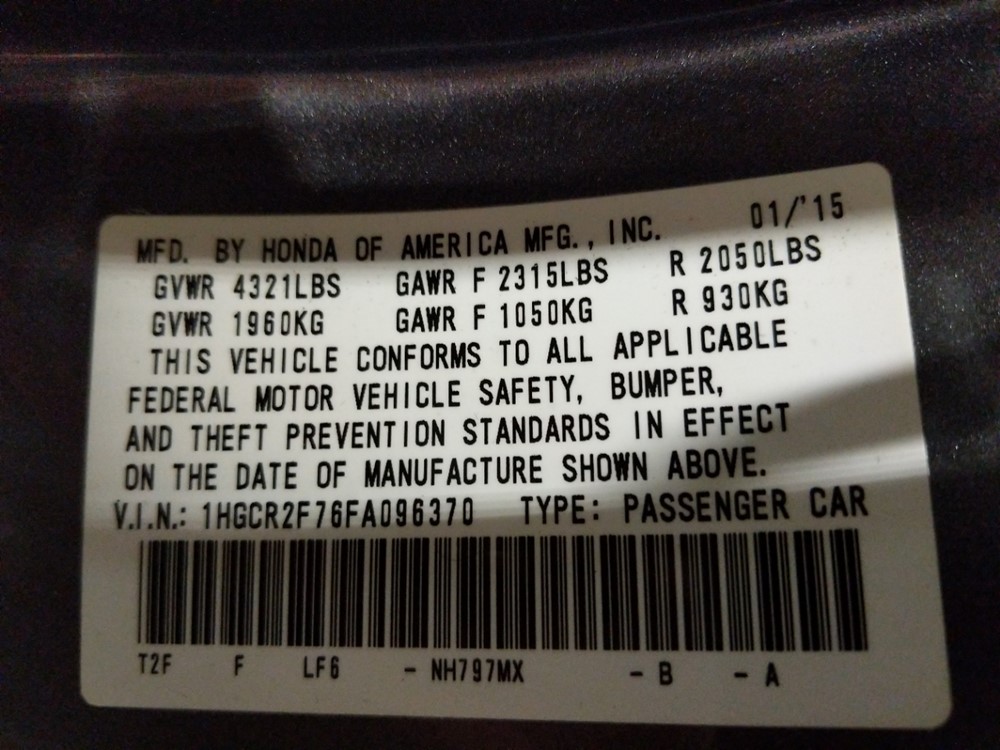 MFD. BY HONDA OF AMERICA MFG., INC. 01/'15
GVWR 4321LBS GAWR F 2315LBS R 2050LBS
GVWR 1960KG GAWR F 1050KG R 930KG
THIS VEHICLE CONFORMS TO ALL APPLICABLE
FEDERAL MOTOR VEHICLE SAFETY, BUMPER,
AND THEFT PREVENTION STANDARDS IN EFFECT
ON THE DATE OF MANUFACTURE SHOWN ABOVE.
V.I.N.: 1HGCR2F76FA096370 TYPE: PASSENGER CAR
T2F F LF6 - NH797MX - B - A